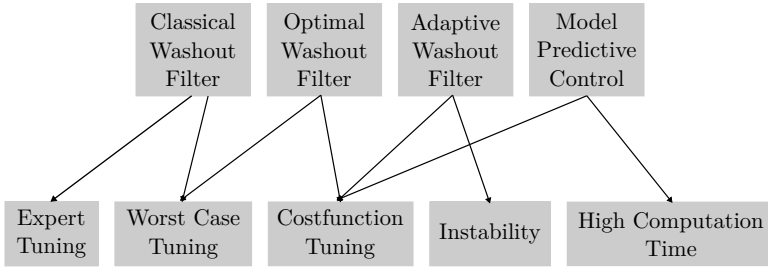 Classical
Washout
Filter
Optimal
Washout
Filter
Adaptive
Washout
Filter
Model
Predictive
Control
Expert
Tuning
Worst Case
Tuning
Costfunction
Tuning
Instability
High Computation
Time